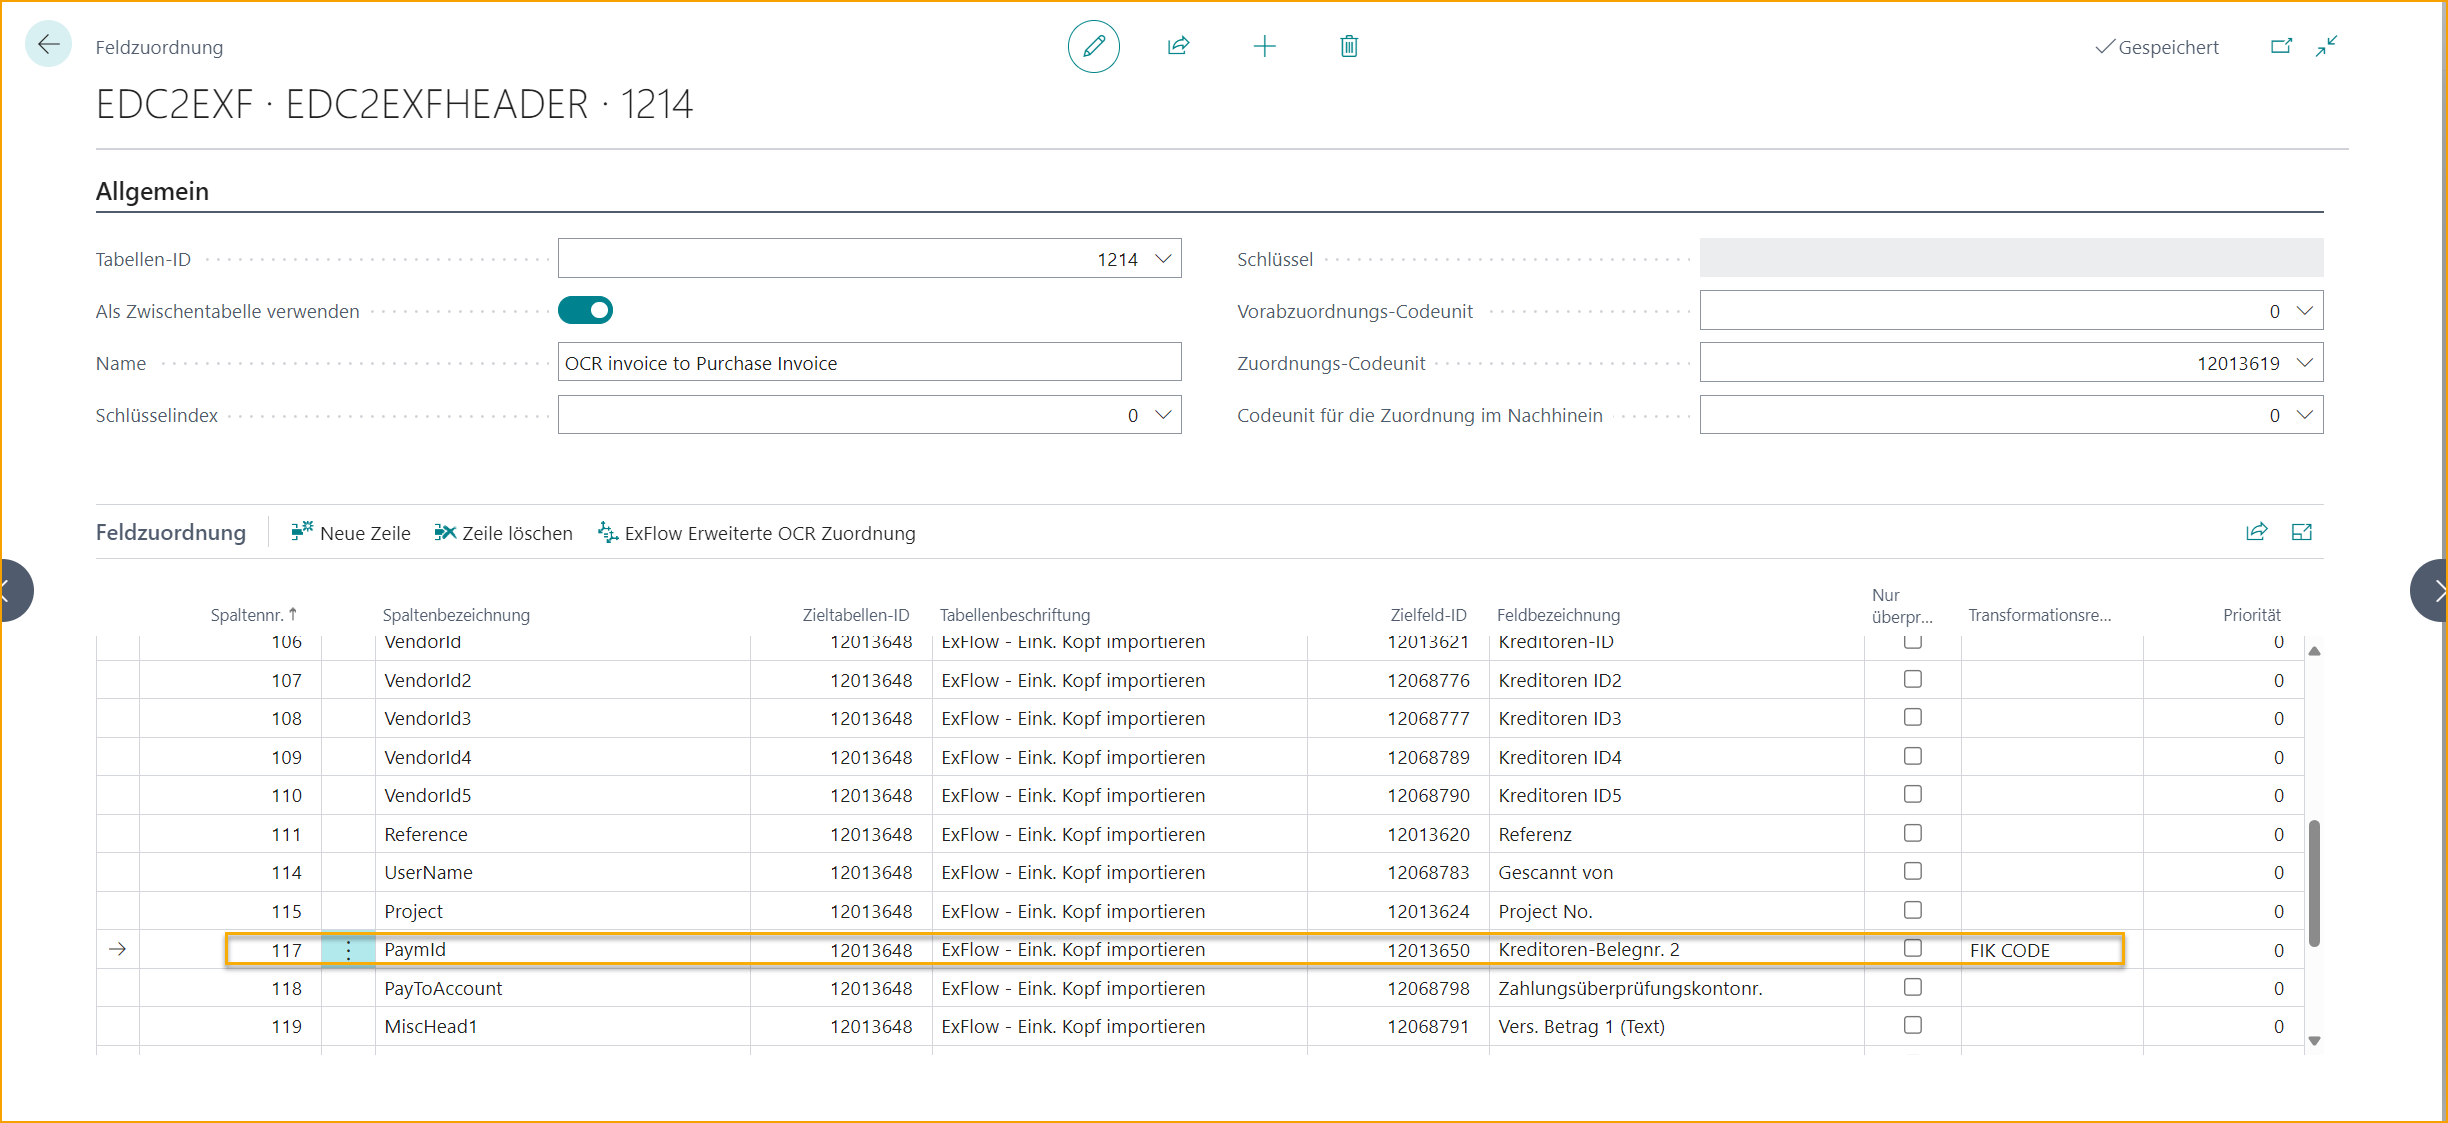 Feldzuordnung
Gespeichert
EDC2EXF · EDC2EXFHEADER · 1214
Allgemein
Tabellen-ID 1214 Schlüssel
Als Zwischentabelle verwenden Vorabzuordnungs-Codeunit 0
Name OCR invoice to Purchase Invoice Zuordnungs-Codeunit 12013619
Schlüsselindex 0 Codeunit für die Zuordnung im Nachhinein 0
Feldzuordnung Neue Zeile Zeile löschen ExFlow Erweiterte OCR Zuordnung
Spaltennr. ↑ Spaltenbezeichnung Zieltabellen-ID Tabellenbeschriftung Zielfeld-ID Feldbezeichnung Nur überpr... Transformationsre... Priorität
106 VendorId 12013648 ExFlow - Eink. Kopf importieren 12013621 Kreditoren-ID 0
107 VendorId2 12013648 ExFlow - Eink. Kopf importieren 12068776 Kreditoren ID2 0
108 VendorId3 12013648 ExFlow - Eink. Kopf importieren 12068777 Kreditoren ID3 0
109 VendorId4 12013648 ExFlow - Eink. Kopf importieren 12068789 Kreditoren ID4 0
110 VendorId5 12013648 ExFlow - Eink. Kopf importieren 12068790 Kreditoren ID5 0
111 Reference 12013648 ExFlow - Eink. Kopf importieren 12013620 Referenz 0
114 UserName 12013648 ExFlow - Eink. Kopf importieren 12068783 Gescannt von 0
115 Project 12013648 ExFlow - Eink. Kopf importieren 12013624 Project No. 0
117 PaymId 12013648 ExFlow - Eink. Kopf importieren 12013650 Kreditoren-Belegnr. 2 FIK CODE 0
118 PayToAccount 12013648 ExFlow - Eink. Kopf importieren 12068798 Zahlungsüberprüfungskontonr. 0
119 MiscHead1 12013648 ExFlow - Eink. Kopf importieren 12068791 Vers. Betrag 1 (Text) 0